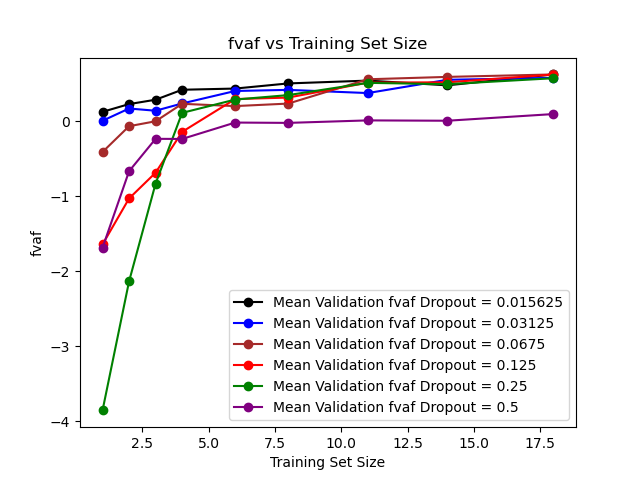 fvaf vs Training Set Size
fvaf
0
−1
−2
−3
−4
Mean Validation fvaf Dropout = 0.015625
Mean Validation fvaf Dropout = 0.03125
Mean Validation fvaf Dropout = 0.0675
Mean Validation fvaf Dropout = 0.125
Mean Validation fvaf Dropout = 0.25
Mean Validation fvaf Dropout = 0.5
2.5 5.0 7.5 10.0 12.5 15.0 17.5
Training Set Size